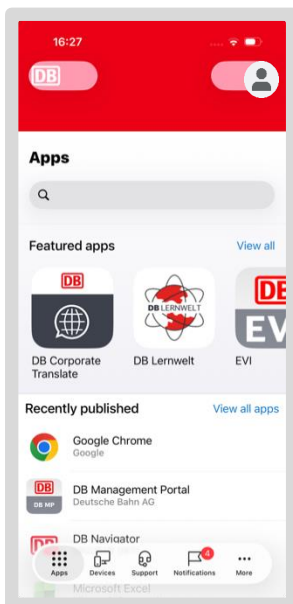 16:27
DB
Apps
Featured apps View all
DB
DB LERNWELT
DB
EV
DB Corporate Translate
DB Lernwelt
EVI
Recently published View all apps
Google Chrome
Google
DB
DB MP
DB Management Portal
Deutsche Bahn AG
DB
DB Navigator
4
Apps Devices Support Notifications More
Microsoft Excel